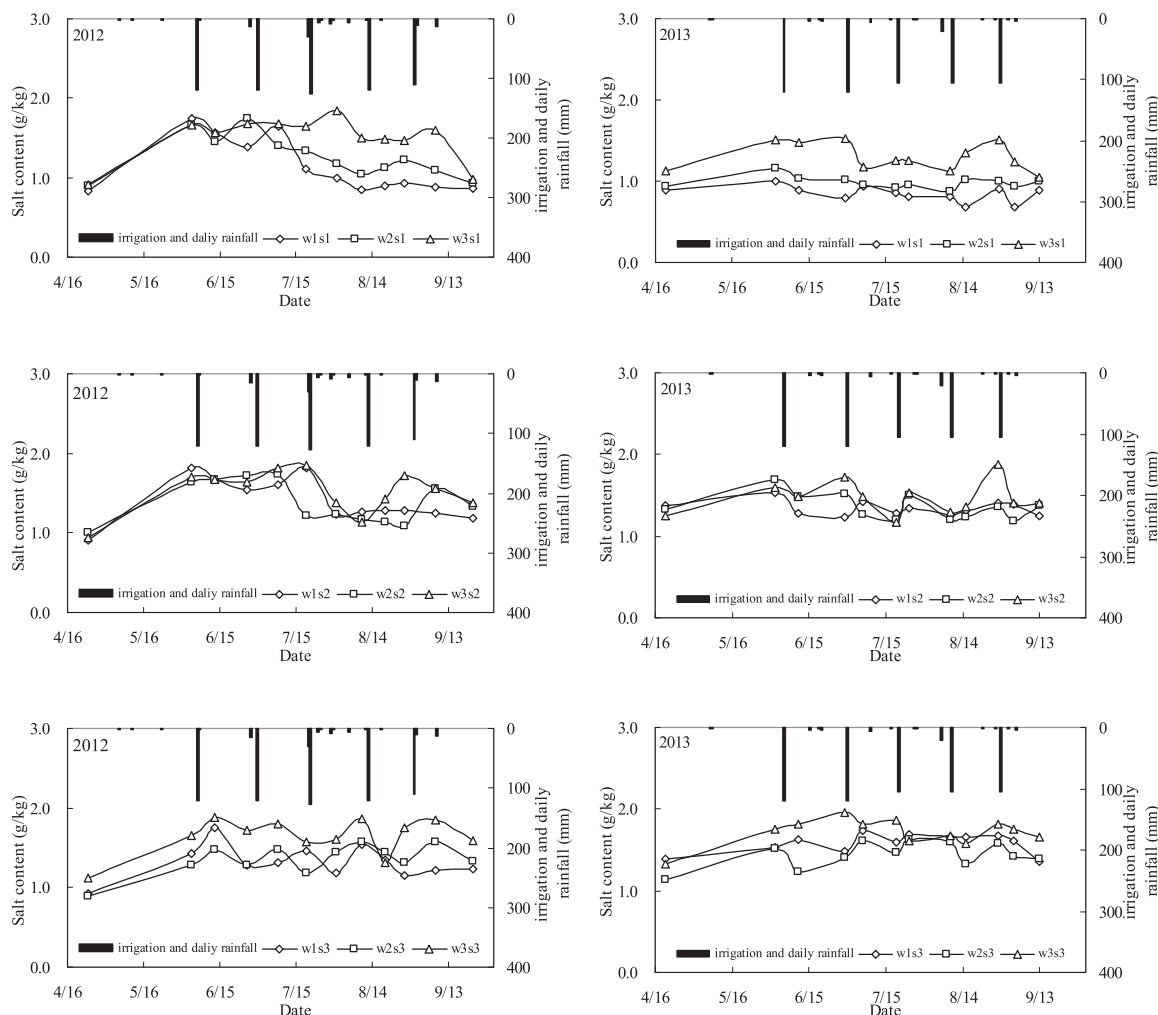 2012
3.0
2.0
1.0
0.0
Salt content (g/kg)
0
100
200
300
400
irrigation and daily
rainfall (mm)
irrigation and daliy rainfall w1s1 w2s1 w3s1
4/16 5/16 6/15 7/15 8/14 9/13
Date
2013
3.0
2.0
1.0
0.0
Salt content (g/kg)
0
100
200
300
400
irrigation and daily
rainfall (mm)
irrigation and daliy rainfall w1s1 w2s1 w3s1
4/16 5/16 6/15 7/15 8/14 9/13
Date
2012
3.0
2.0
1.0
0.0
Salt content (g/kg)
0
100
200
300
400
irrigation and daily
rainfall (mm)
irrigation and daliy rainfall w1s2 w2s2 w3s2
4/16 5/16 6/15 7/15 8/14 9/13
Date
2013
3.0
2.0
1.0
0.0
Salt content (g/kg)
0
100
200
300
400
irrigation and daily
rainfall (mm)
irrigation and daliy rainfall w1s2 w2s2 w3s2
4/16 5/16 6/15 7/15 8/14 9/13
Date
2012
3.0
2.0
1.0
0.0
Salt content (g/kg)
0
100
200
300
400
irrigation and daily
rainfall (mm)
irrigation and daliy rainfall w1s3 w2s3 w3s3
4/16 5/16 6/15 7/15 8/14 9/13
Date
2013
3.0
2.0
1.0
0.0
Salt content (g/kg)
0
100
200
300
400
irrigation and daily
rainfall (mm)
irrigation and daliy rainfall w1s3 w2s3 w3s3
4/16 5/16 6/15 7/15 8/14 9/13
Date